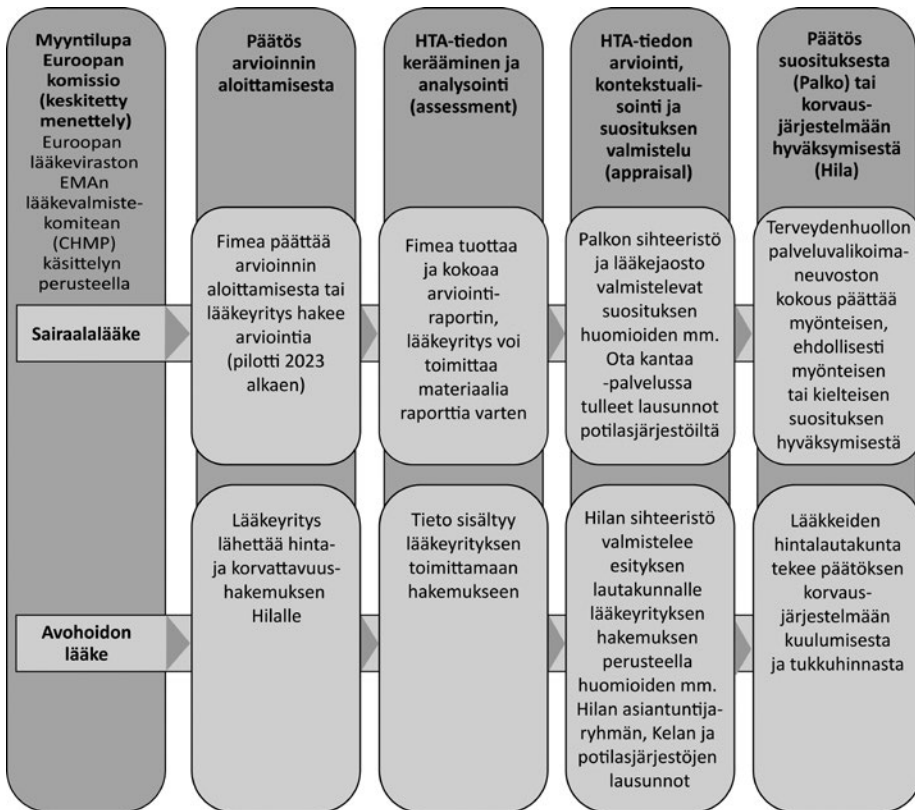 Myyntilupa
Euroopan
komissio
(keskitetty
menettely)
Euroopan
lääkeviraston
EMAn
lääkevalmiste-
komitean
(CHMP)
käsittelyn
perusteella
Päätös
arvioinnin
aloittamisesta
HTA-tiedon
kerääminen ja
analysointi
(assessment)
HTA-tiedon
arviointi,
kontekstuali-
sointi ja
suosituksen
valmistelu
(appraisal)
Päätös
suosituksesta
(Palko) tai
korvaus-
järjestelmään
hyväksymisestä
(Hila)
Sairaalalääke
Fimea päättää
arvioinnin
aloittamisesta tai
lääkeyritys hakee
arviointia
(pilotti 2023
alkaen)
Fimea tuottaa
ja kokoaa
arviointi-
raportin,
lääkeyritys voi
toimittaa
materiaalia
raporttia varten
Palkon sihteeristö
ja lääkejaosto
valmistelevat
suosituksen
huomioiden mm.
Ota kantaa
-palvelussa
tulleet lausunnot
potilasjärjestöiltä
Terveydenhuollon
palveluvalikoima-
neuvoston
kokous päättää
myönteisen,
ehdollisesti
myönteisen
tai kielteisen
suosituksen
hyväksymisestä
Avohoidon
lääke
Lääkeyritys
lähettää hinta-
ja korvattavuus-
hakemuksen
Hilalle
Tieto sisältyy
lääkeyrityksen
toimittamaan
hakemukseen
Hilan sihteeristö
valmistelee
esityksen
lautakunnalle
lääkeyrityksen
hakemuksen
perusteella
huomioiden mm.
Hilan asiantuntija-
ryhmän, Kelan ja
potilasjärjestöjen
lausunnot
Lääkkeiden
hintalautakunta
tekee päätöksen
korvaus-
järjestelmään
kuulumisesta
ja tukkuhinnasta